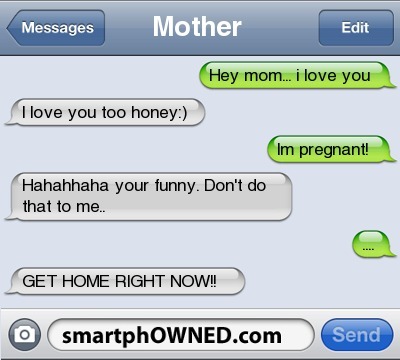 Messages
Mother
Edit
Hey mom... i love you
I love you too honey:)
Im pregnant!
Hahahhaha your funny. Don't do
that to me..
....
GET HOME RIGHT NOW!!
smartphOWNED.com
Send